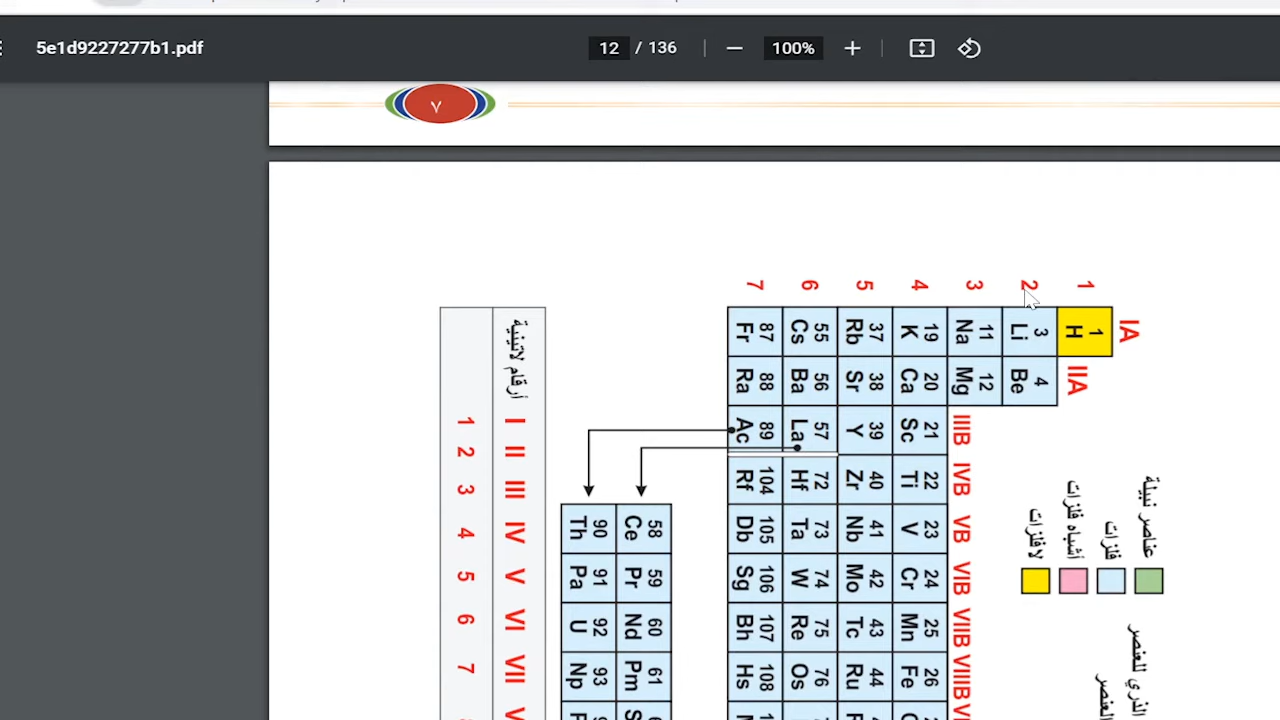 5e1d9227277b1.pdf
12 / 136
100%
٧
1 2 3 4 5 6 7
IA
1 H
3 Li
11 Na
19 K
37 Rb
55 Cs
87 Fr
IIA
4 Be
12 Mg
20 Ca
38 Sr
56 Ba
88 Ra
IIIB
21 Sc
39 Y
57 La
89 Ac
IVB
22 Ti
40 Zr
72 Hf
104 Rf
VB
23 V
41 Nb
73 Ta
105 Db
VIB
24 Cr
42 Mo
74 W
106 Sg
VIIB
25 Mn
43 Tc
75 Re
107 Bh
VIIIB
26 Fe
44 Ru
76 Os
108 Hs
58 Ce
90 Th
59 Pr
91 Pa
60 Nd
92 U
61 Pm
93 Np
عناصر نبيلة
فلزات
أشباه فلزات
لافلزات
الذري للعنصر
العنصر
أرقام لاتينية
I 1
II 2
III 3
IV 4
V 5
VI 6
VII 7